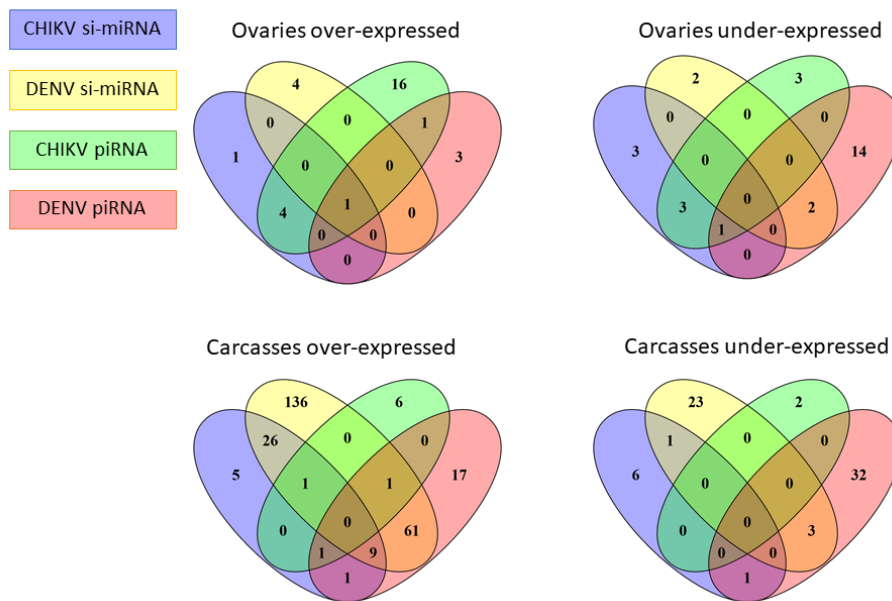 CHIKV si-miRNA
DENV si-miRNA
CHIKV piRNA
DENV piRNA
Ovaries over-expressed
4 16
0 0 1
1 0 0 3
4 1 0
0 0
0
Ovaries under-expressed
2 3
0 0 0
3 0 0 14
3 0 2
1 0
0
Carcasses over-expressed
136 6
26 0 0
5 1 1 17
0 0 61
1 9
1
Carcasses under-expressed
23 2
1 0 0
6 0 0 32
0 0 3
0 0
1